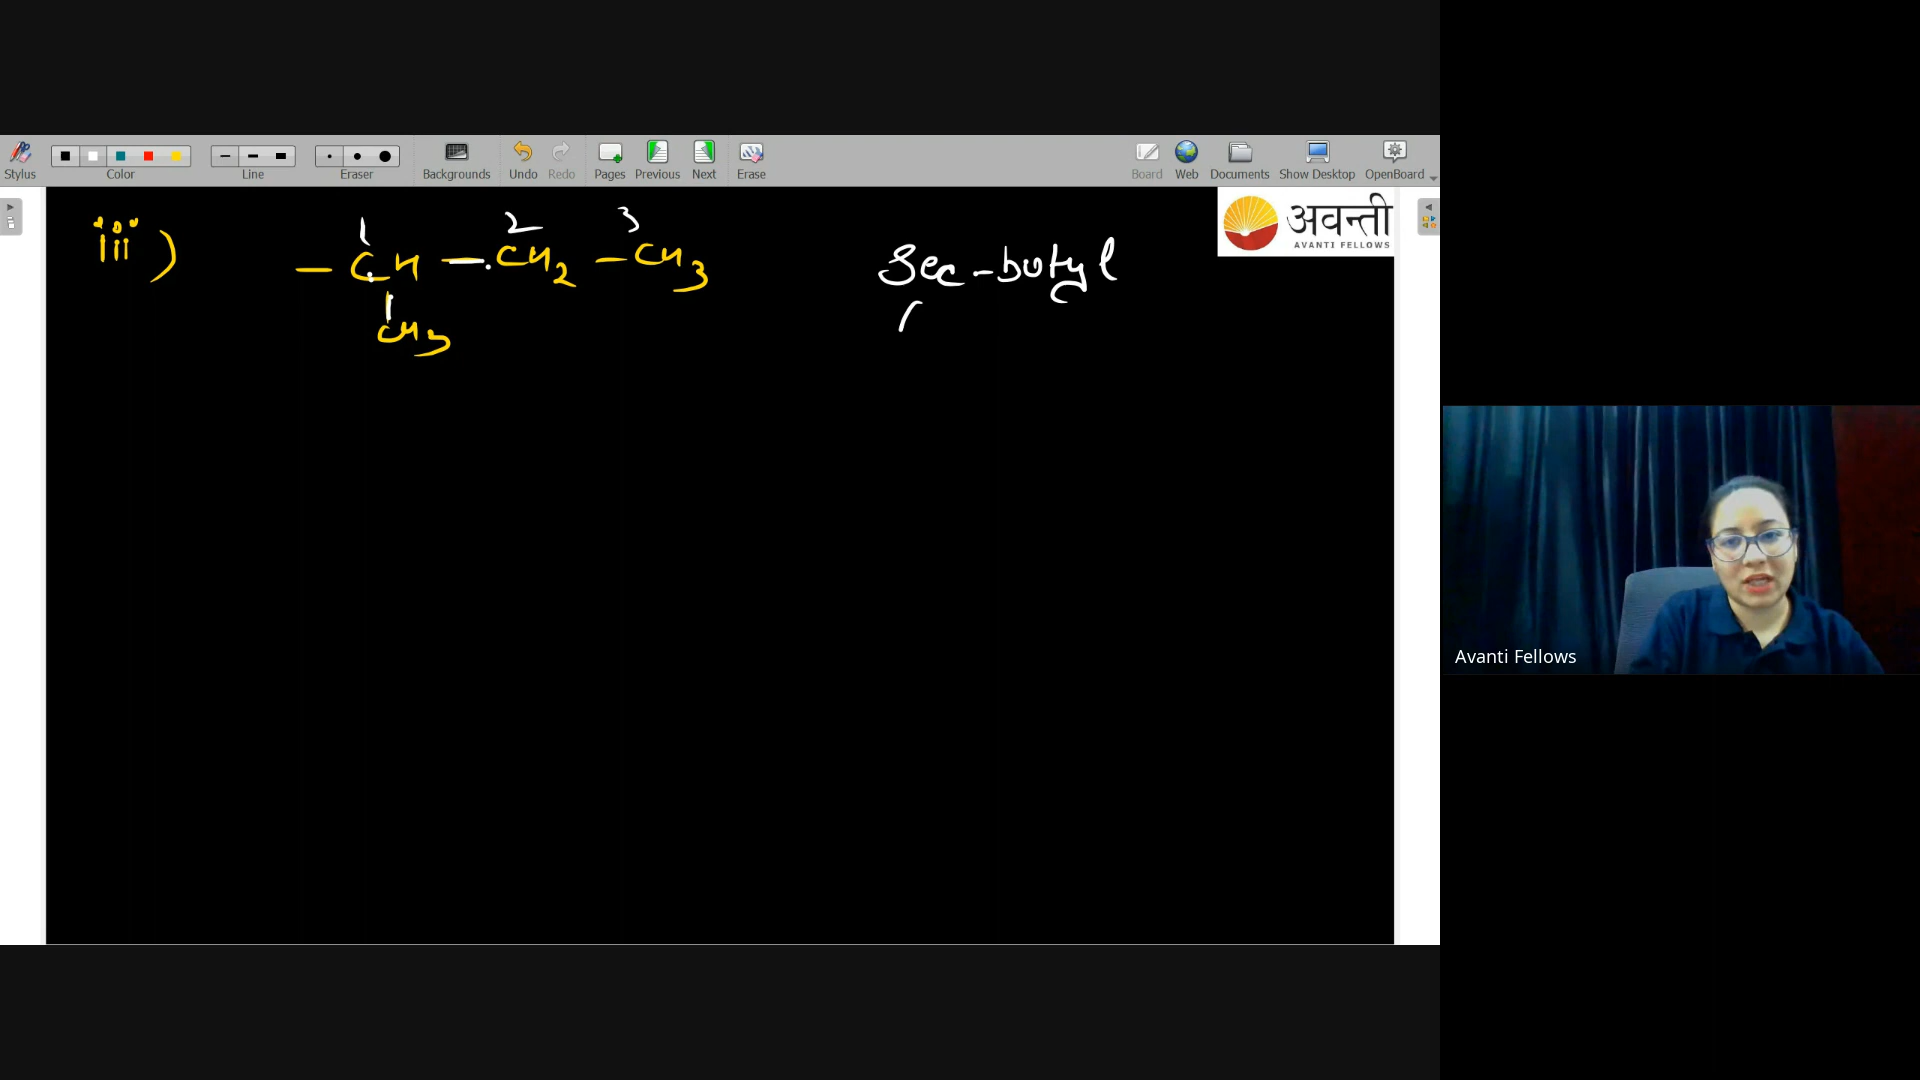 Stylus
Color
Line
Eraser
Backgrounds
Undo
Redo
Pages
Previous
Next
Erase
Board
Web
Documents
Show Desktop
OpenBoard
अवन्ती
AVANTI FELLOWS
1 2 3
iii) – CH – CH2 – CH3
CH3
Sec-butyl
(
Avanti Fellows